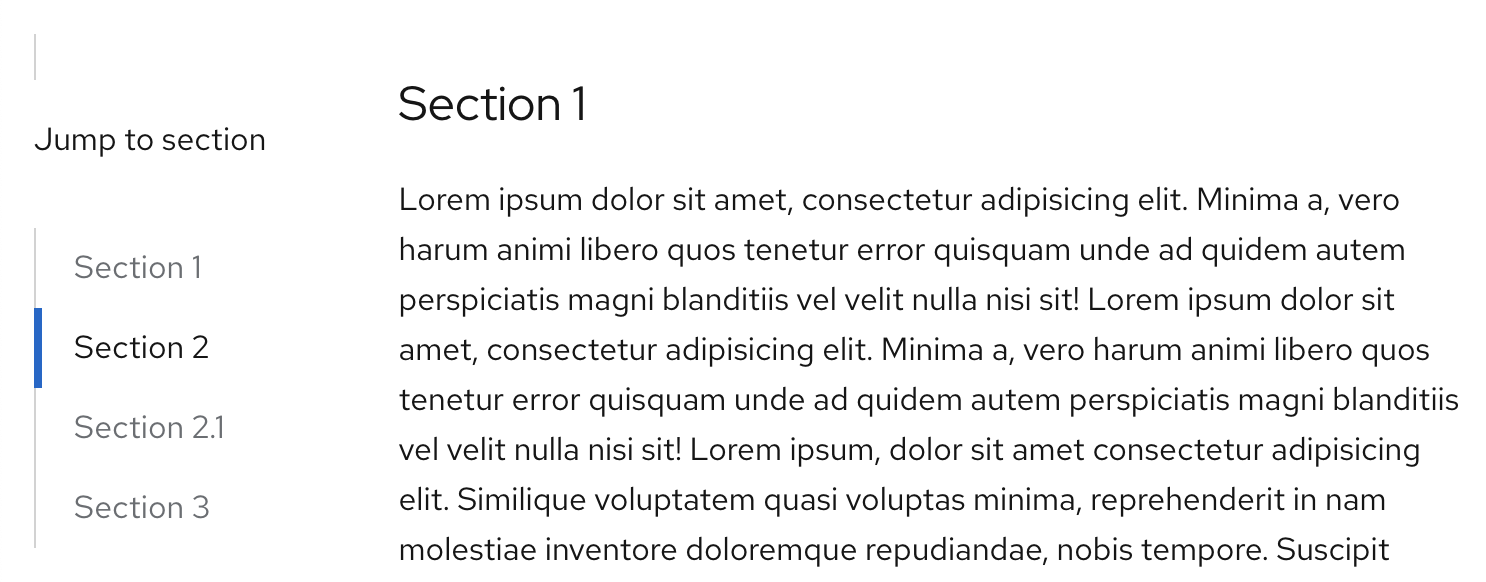 Jump to section
Section 1
Section 2
Section 2.1
Section 3
Section 1
Lorem ipsum dolor sit amet, consectetur adipisicing elit. Minima a, vero
harum animi libero quos tenetur error quisquam unde ad quidem autem
perspiciatis magni blanditiis vel velit nulla nisi sit! Lorem ipsum dolor sit
amet, consectetur adipisicing elit. Minima a, vero harum animi libero quos
tenetur error quisquam unde ad quidem autem perspiciatis magni blanditiis
vel velit nulla nisi sit! Lorem ipsum, dolor sit amet consectetur adipisicing
elit. Similique voluptatem quasi voluptas minima, reprehenderit in nam
molestiae inventore doloremque repudiandae, nobis tempore. Suscipit